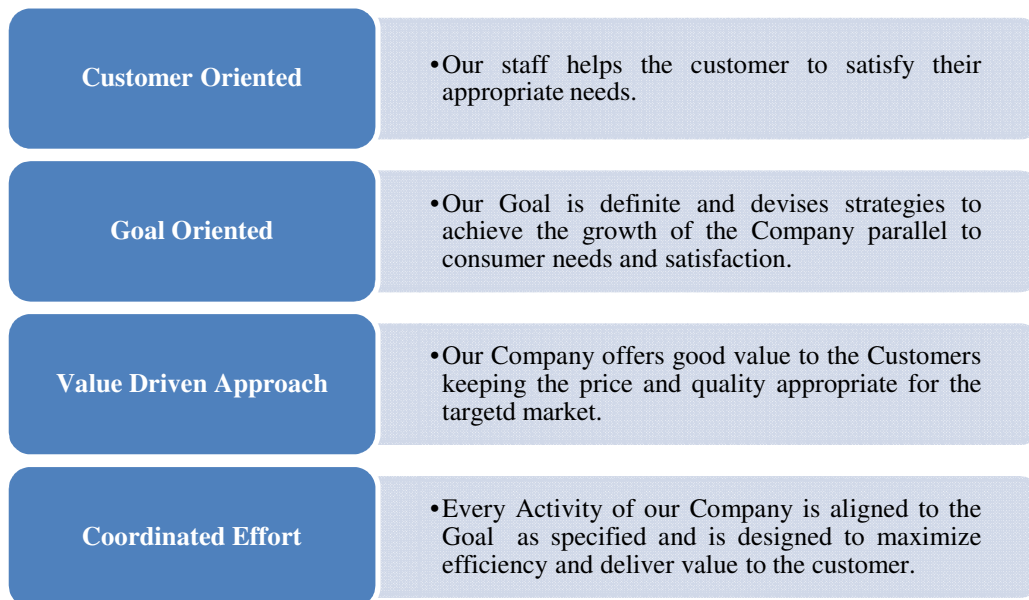 Customer Oriented
•Our staff helps the customer to satisfy their
appropriate needs.
Goal Oriented
•Our Goal is definite and devises strategies to
achieve the growth of the Company parallel to
consumer needs and satisfaction.
Value Driven Approach
•Our Company offers good value to the Customers
keeping the price and quality appropriate for the
targetd market.
Coordinated Effort
•Every Activity of our Company is aligned to the
Goal as specified and is designed to maximize
efficiency and deliver value to the customer.